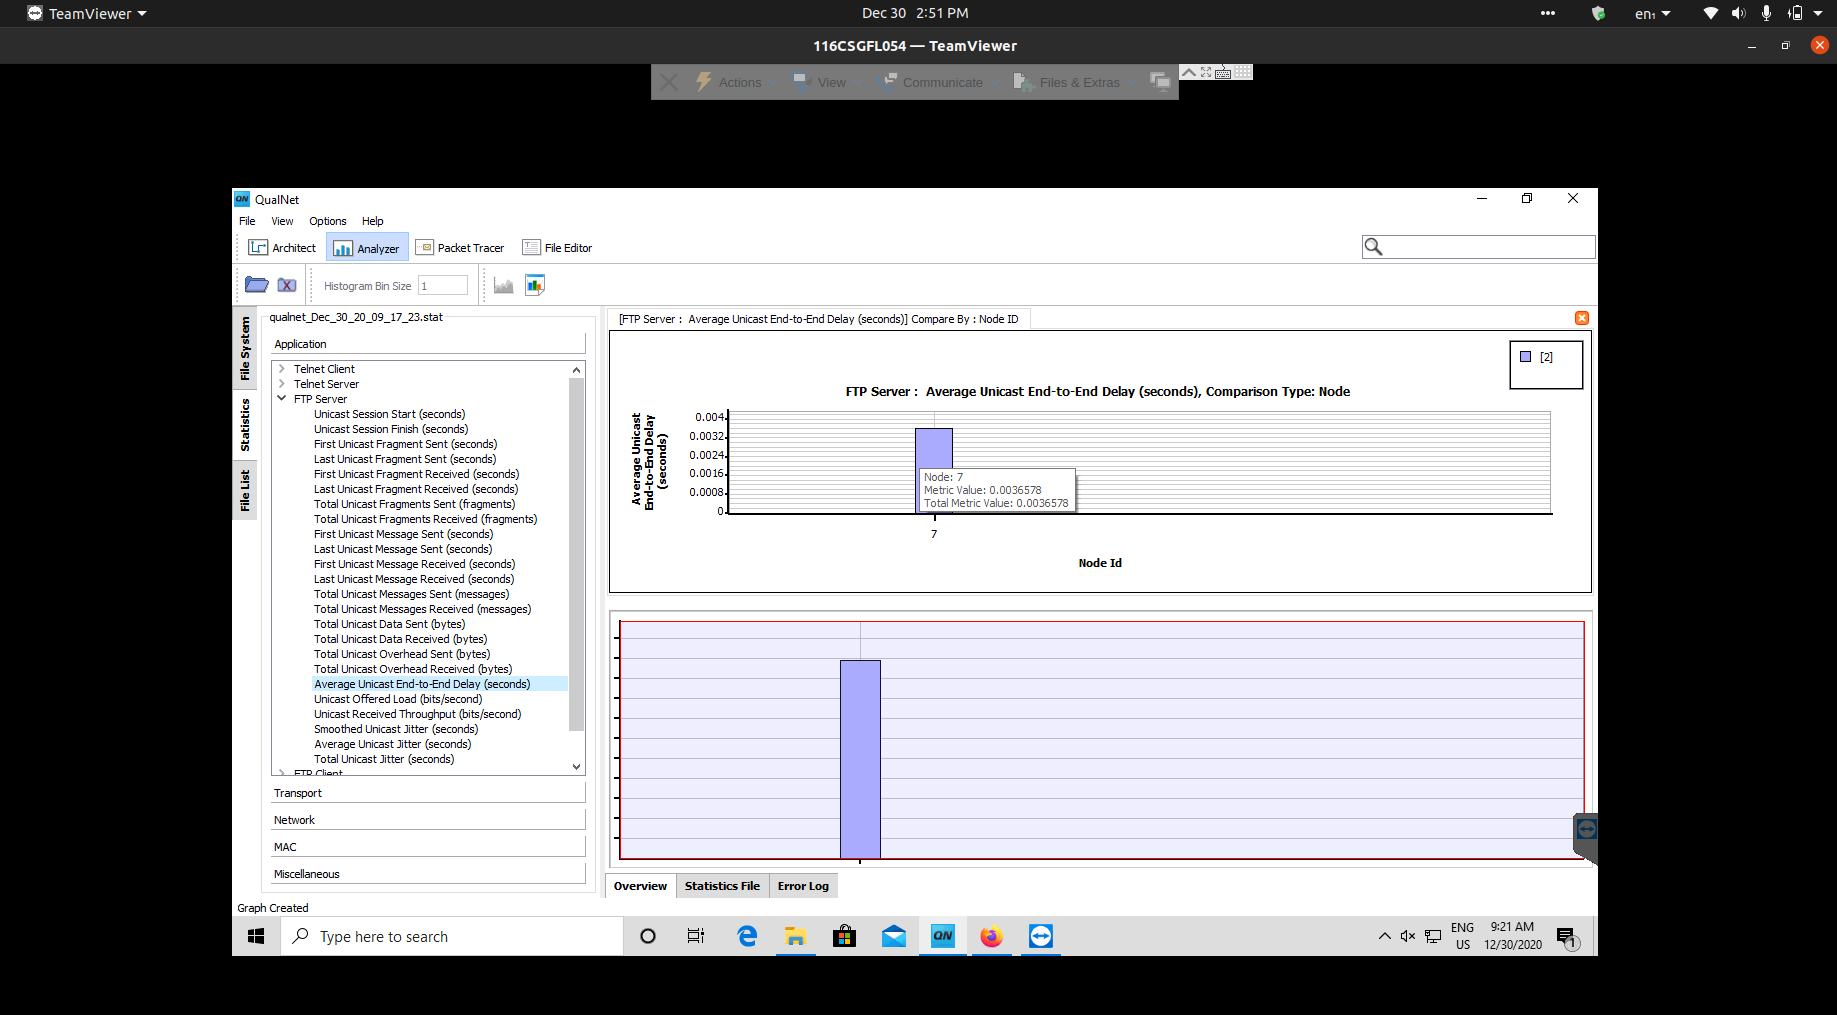 TeamViewer
Dec 30 2:51 PM
en₁
116CSGFL054 — TeamViewer
Actions
View
Communicate
Files & Extras
QN QualNet
File View Options Help
Architect
Analyzer
Packet Tracer
File Editor
Histogram Bin Size 1
File System
Statistics
File List
qualnet_Dec_30_20_09_17_23.stat
Application
Telnet Client
Telnet Server
FTP Server
Unicast Session Start (seconds)
Unicast Session Finish (seconds)
First Unicast Fragment Sent (seconds)
Last Unicast Fragment Sent (seconds)
First Unicast Fragment Received (seconds)
Last Unicast Fragment Received (seconds)
Total Unicast Fragments Sent (fragments)
Total Unicast Fragments Received (fragments)
First Unicast Message Sent (seconds)
Last Unicast Message Sent (seconds)
First Unicast Message Received (seconds)
Last Unicast Message Received (seconds)
Total Unicast Messages Sent (messages)
Total Unicast Messages Received (messages)
Total Unicast Data Sent (bytes)
Total Unicast Data Received (bytes)
Total Unicast Overhead Sent (bytes)
Total Unicast Overhead Received (bytes)
Average Unicast End-to-End Delay (seconds)
Unicast Offered Load (bits/second)
Unicast Received Throughput (bits/second)
Smoothed Unicast Jitter (seconds)
Average Unicast Jitter (seconds)
Total Unicast Jitter (seconds)
FTP Client
Transport
Network
MAC
Miscellaneous
Graph Created
[FTP Server : Average Unicast End-to-End Delay (seconds)] Compare By : Node ID
[2]
FTP Server : Average Unicast End-to-End Delay (seconds), Comparison Type: Node
Average Unicast
End-to-End Delay
(seconds)
0.004
0.0032
0.0024
0.0016
0.0008
0
Node: 7
Metric Value: 0.0036578
Total Metric Value: 0.0036578
7
Node Id
Overview
Statistics File
Error Log
Type here to search
QN
ENG
US
9:21 AM
12/30/2020
1